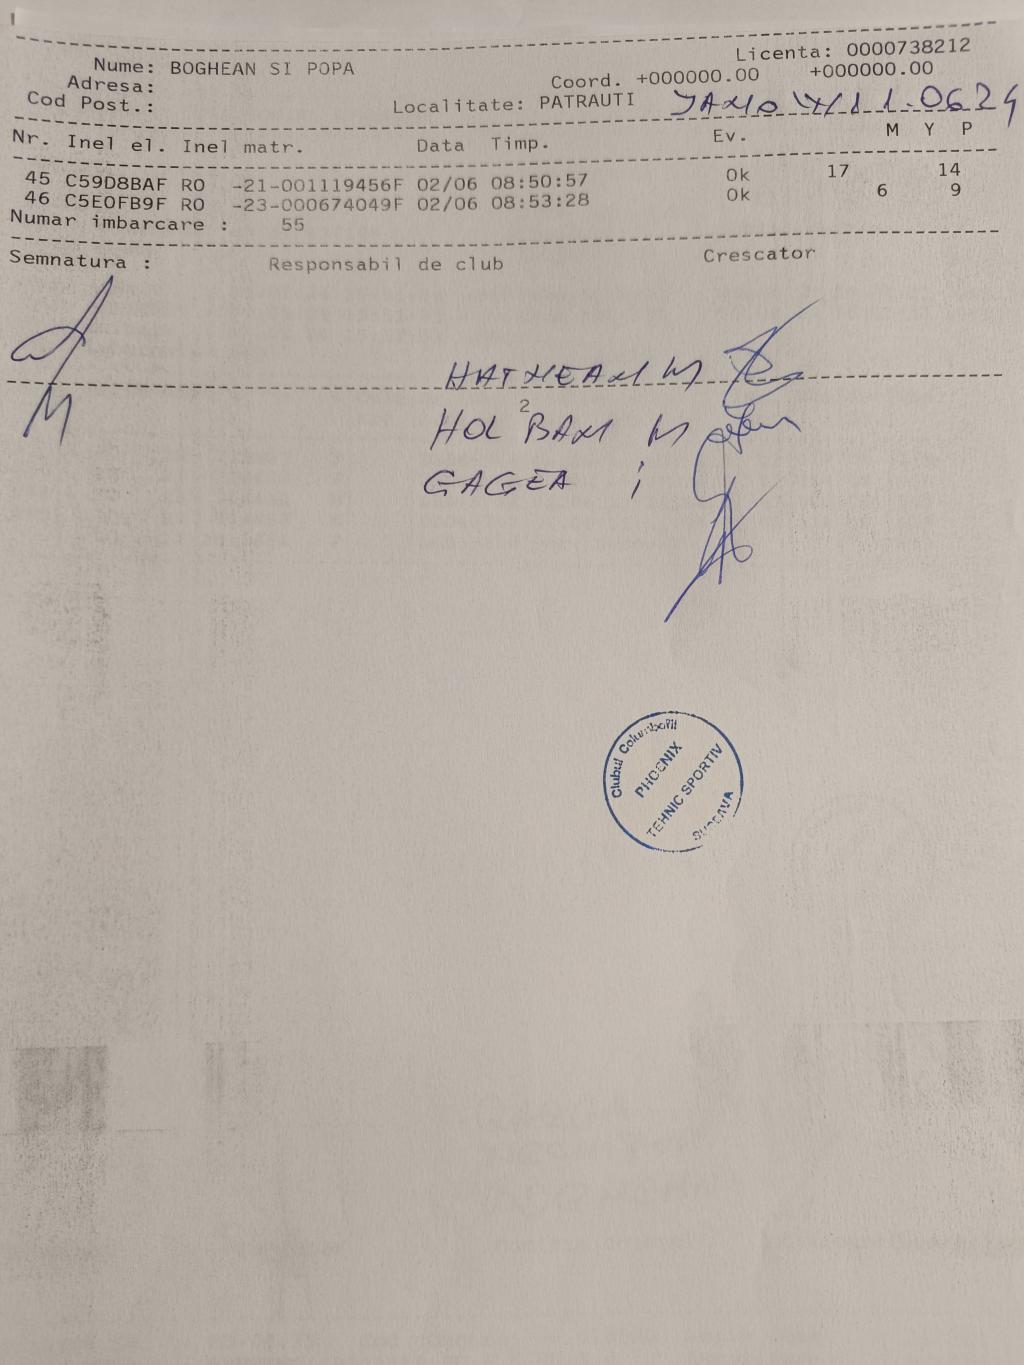 Licenta: 0000738212
Nume: BOGHEAN SI POPA
Adresa: Coord. +000000.00 +000000.00
Cod Post.: Localitate: PATRAUTI
Nr. Inel el. Inel matr. Data Timp. Ev. M Y P
45 C59D8BAF RO -21-001119456F 02/06 08:50:57 Ok 17 14
46 C5E0FB9F RO -23-000674049F 02/06 08:53:28 Ok 6 9
Numar imbarcare : 55
Semnatura : Responsabil de club Crescator
HATNEAN M
2
HOLBAN M
GAGEA i
Clubul Columbofil
PHOENIX
TEHNIC SPORTIV
SUCEAVA